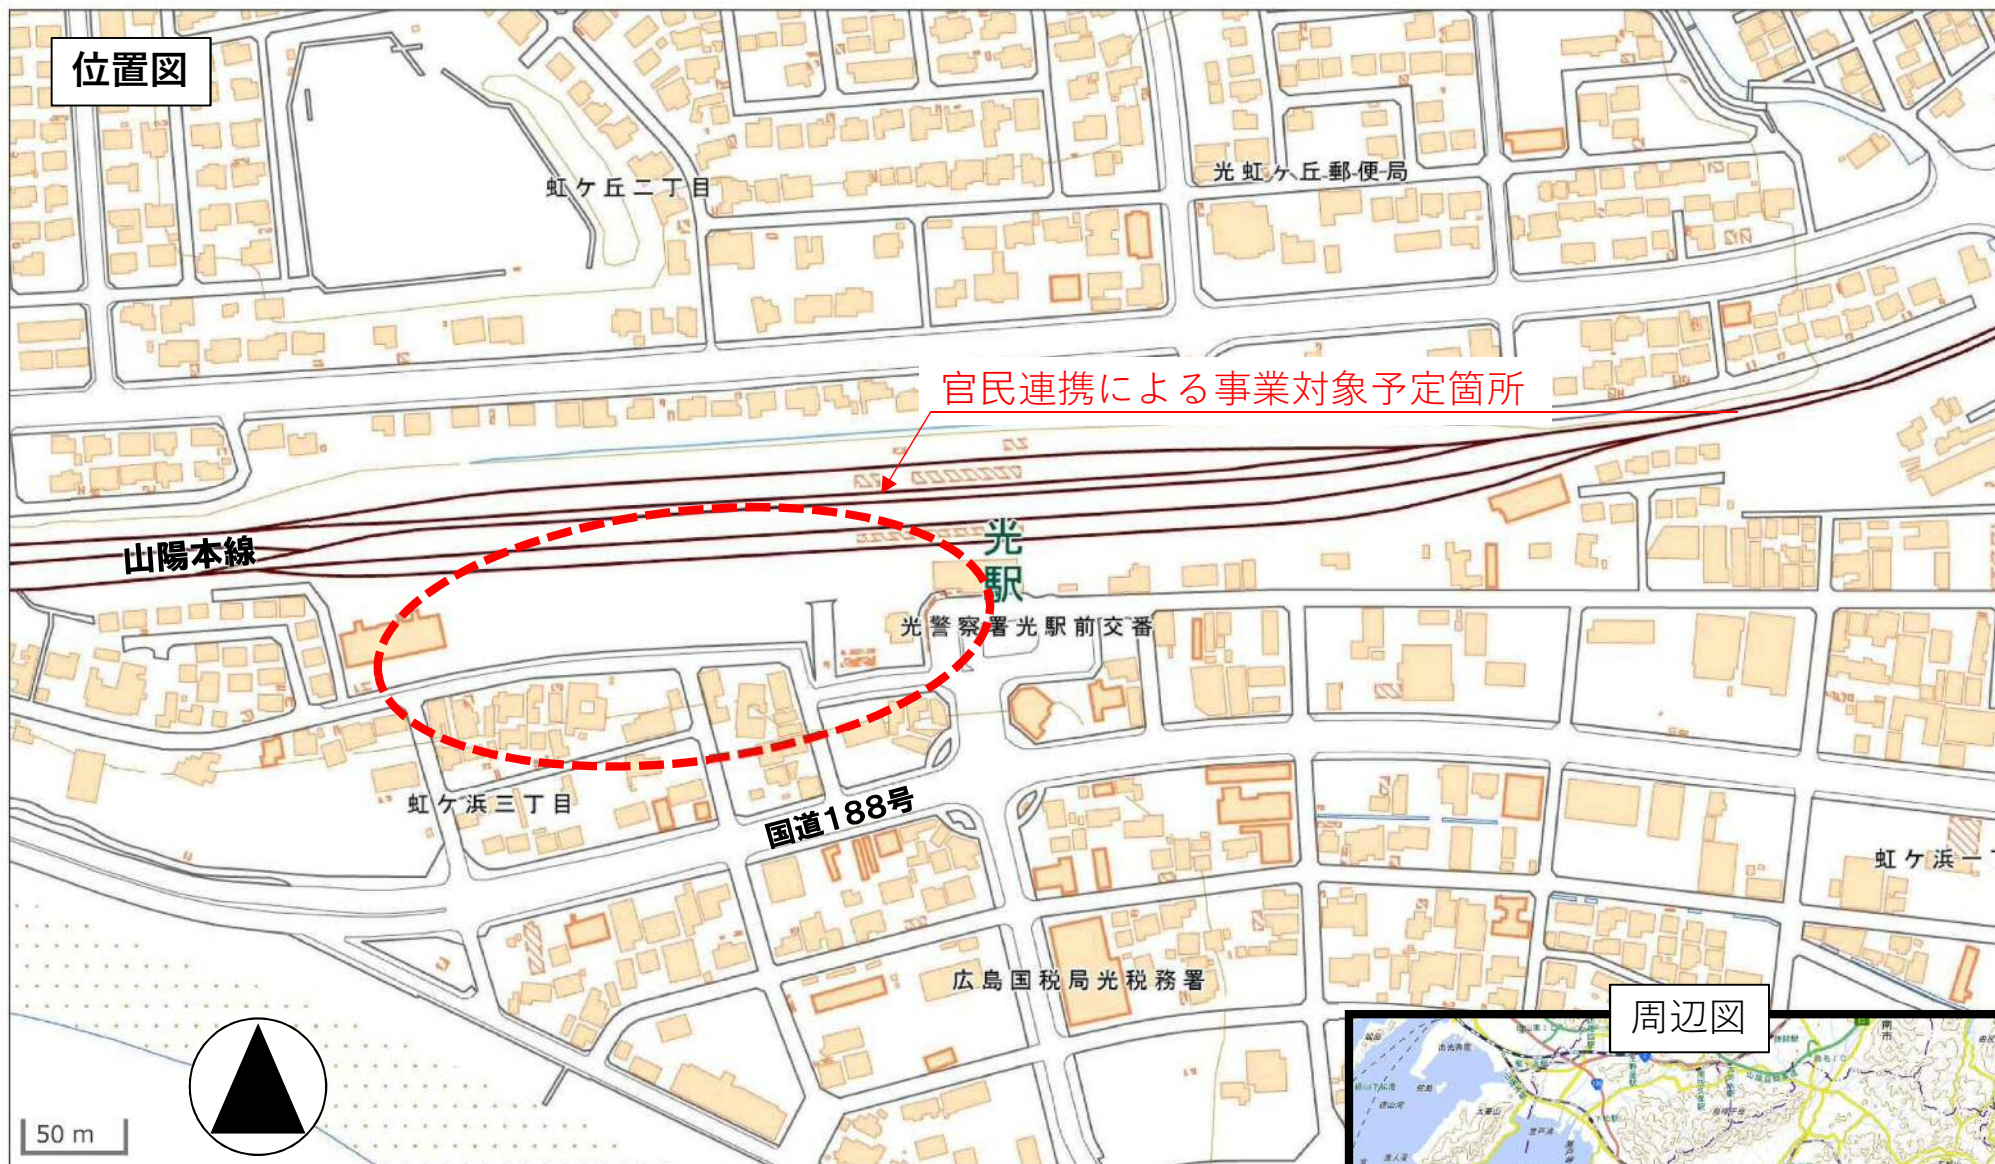 位置図
虹ケ丘二丁目
光虹ケ丘郵便局
官民連携による事業対象予定箇所
山陽本線
光駅
光警察署光駅前交番
虹ケ浜三丁目
国道188号
虹ケ浜一
広島国税局光税務署
周辺図
50 m